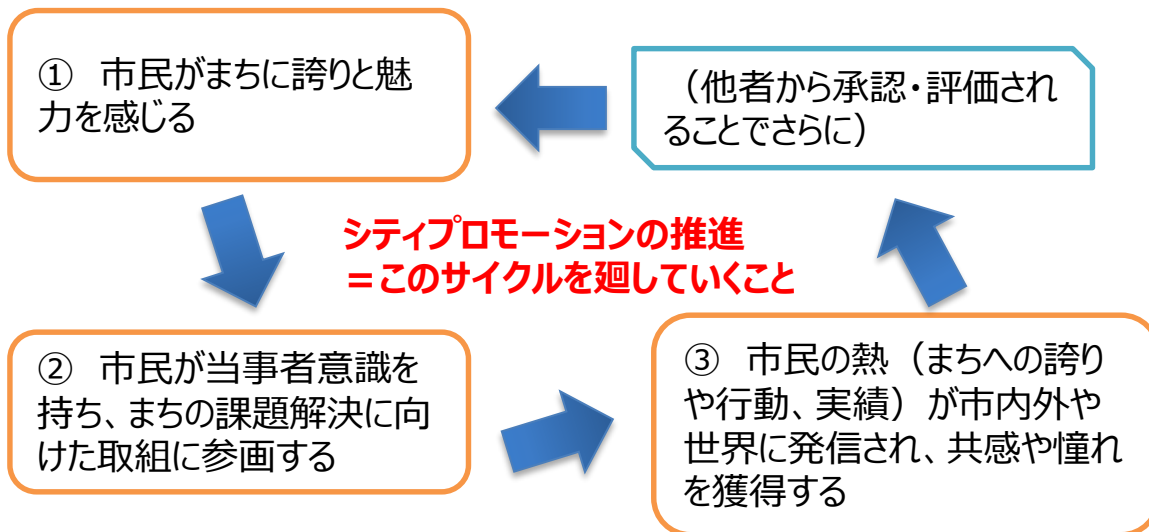 ① 市民がまちに誇りと魅
力を感じる
（他者から承認・評価され
ることでさらに）
シティプロモーションの推進
＝このサイクルを廻していくこと
② 市民が当事者意識を
持ち、まちの課題解決に向
けた取組に参画する
③ 市民の熱（まちへの誇り
や行動、実績）が市内外や
世界に発信され、共感や憧れ
を獲得する